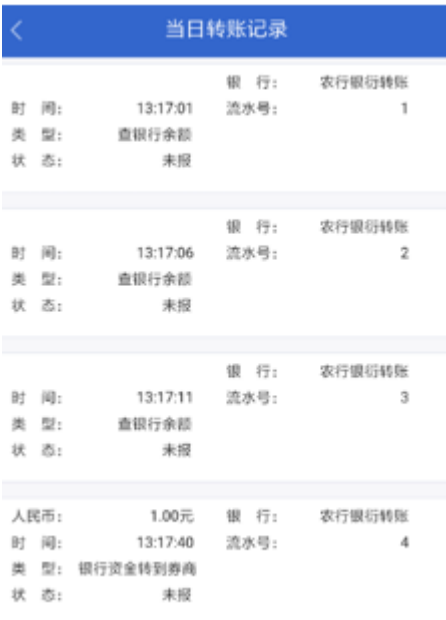 当日转账记录
银 行： 农行银衍转账
时 间： 13:17:01 流水号： 1
类 型： 查银行余额
状 态： 未报
银 行： 农行银衍转账
时 间： 13:17:06 流水号： 2
类 型： 查银行余额
状 态： 未报
银 行： 农行银衍转账
时 间： 13:17:11 流水号： 3
类 型： 查银行余额
状 态： 未报
人民币： 1.00元 银 行： 农行银衍转账
时 间： 13:17:40 流水号： 4
类 型： 银行资金转到券商
状 态： 未报